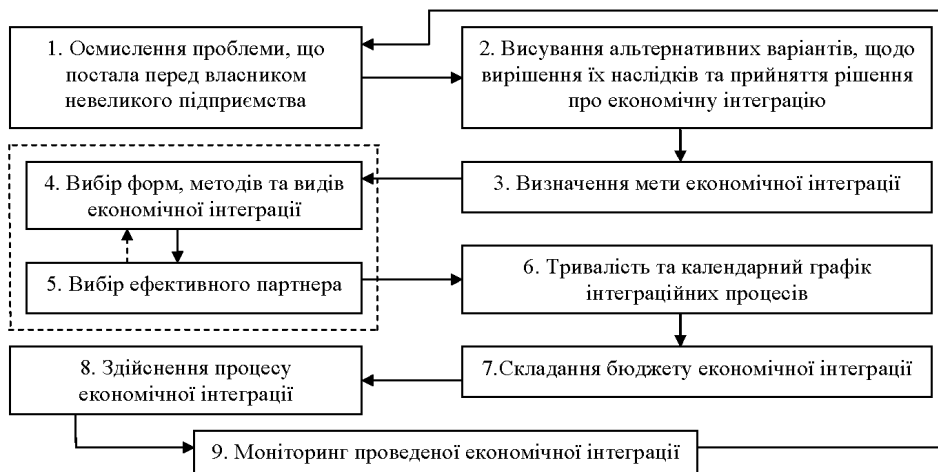 1. Осмислення проблеми, що
постала перед власником
невеликого підприємства
2. Висування альтернативних варіантів, щодо
вирішення їх наслідків та прийняття рішення
про економічну інтеграцію
3. Визначення мети економічної інтеграції
4. Вибір форм, методів та видів
економічної інтеграції
5. Вибір ефективного партнера
6. Тривалість та календарний графік
інтеграційних процесів
7.Складання бюджету економічної інтеграції
8. Здійснення процесу
економічної інтеграції
9. Моніторинг проведеної економічної інтеграції